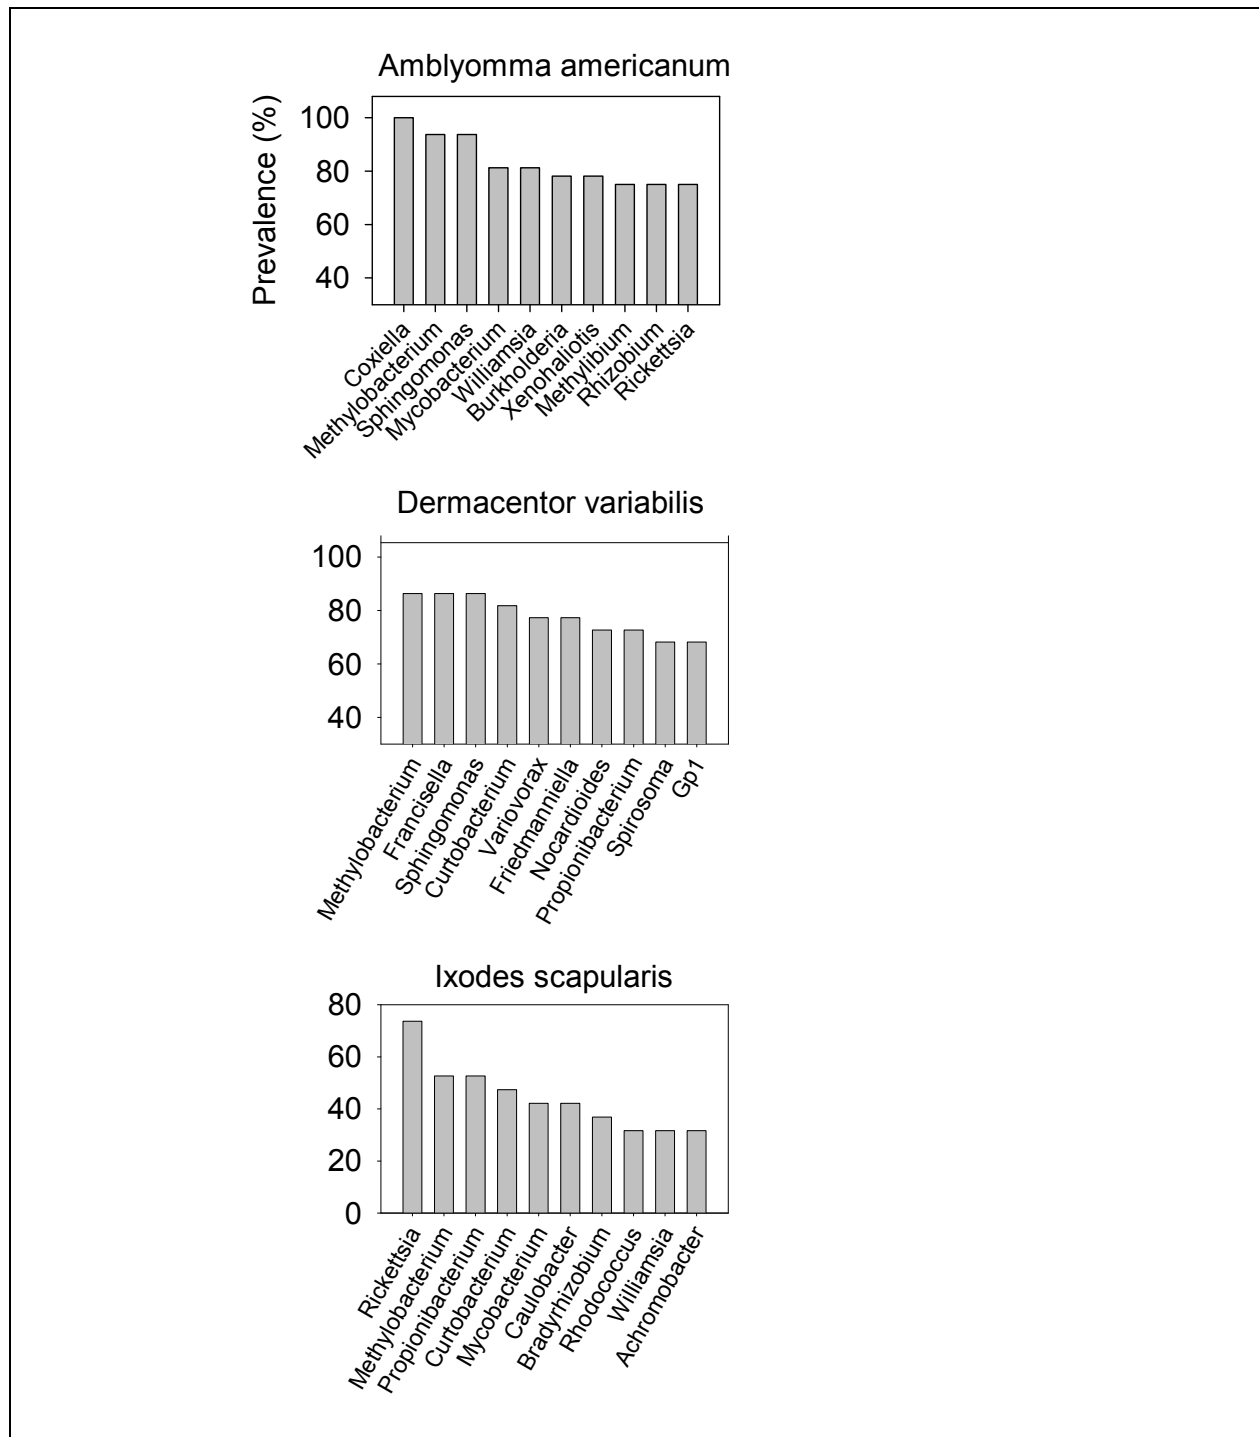 Amblyomma americanum
Prevalence (%)
100
80
60
40
Coxiella
Methylobacterium
Sphingomonas
Mycobacterium
Williamsia
Burkholderia
Xenohaliotis
Methylibium
Rhizobium
Rickettsia
Dermacentor variabilis
100
80
60
40
Methylobacterium
Francisella
Sphingomonas
Curtobacterium
Variovorax
Friedmanniella
Nocardioides
Propionibacterium
Spirosoma
Gp1
Ixodes scapularis
80
60
40
20
0
Rickettsia
Methylobacterium
Propionibacterium
Curtobacterium
Mycobacterium
Caulobacter
Bradyrhizobium
Rhodococcus
Williamsia
Achromobacter